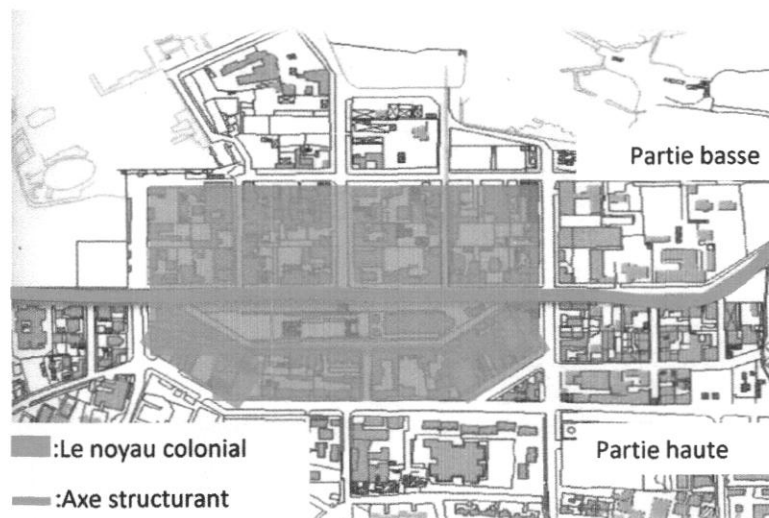 Partie basse
:Le noyau colonial
Partie haute
:Axe structurant